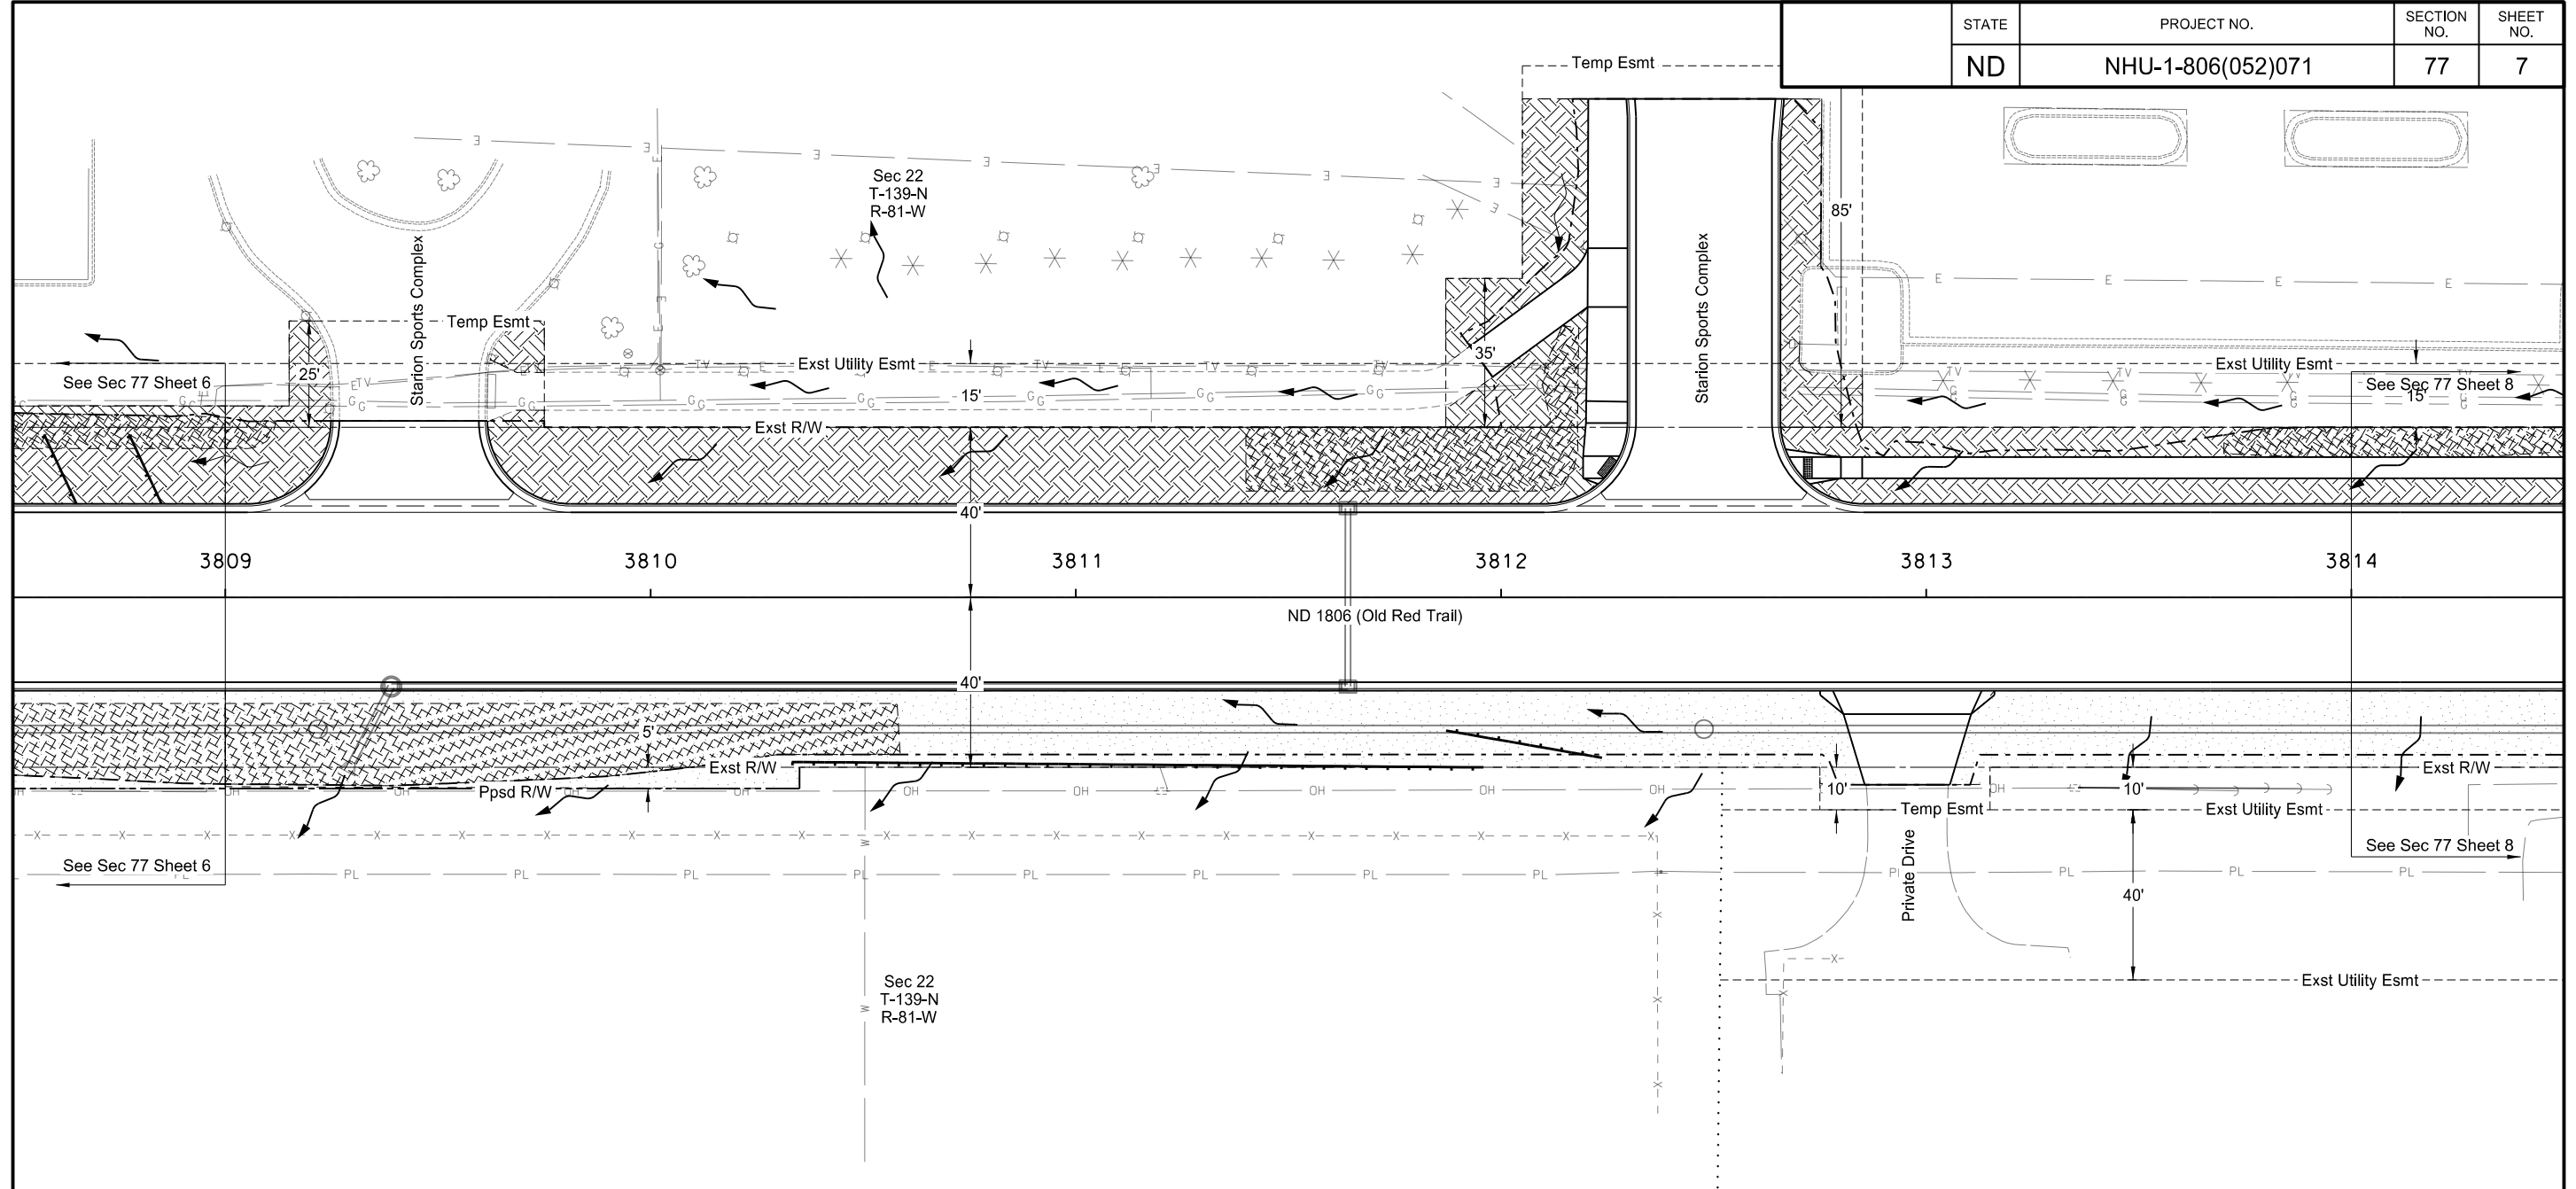 STATE
PROJECT NO.
SECTION NO.
SHEET NO.
ND
NHU-1-806(052)071
77
7
Temp Esmt
Sec 22
T-139-N
R-81-W
85'
Starion Sports Complex
Starion Sports Complex
Temp Esmt
See Sec 77 Sheet 6
25'
Exst Utility Esmt
35'
Exst Utility Esmt
See Sec 77 Sheet 8
15'
15'
Exst R/W
40'
3809
3810
3811
3812
3813
3814
ND 1806 (Old Red Trail)
40'
5'
Exst R/W
Ppsd R/W
Exst R/W
10'
10'
Temp Esmt
Exst Utility Esmt
See Sec 77 Sheet 6
See Sec 77 Sheet 8
Private Drive
40'
Sec 22
T-139-N
R-81-W
Exst Utility Esmt